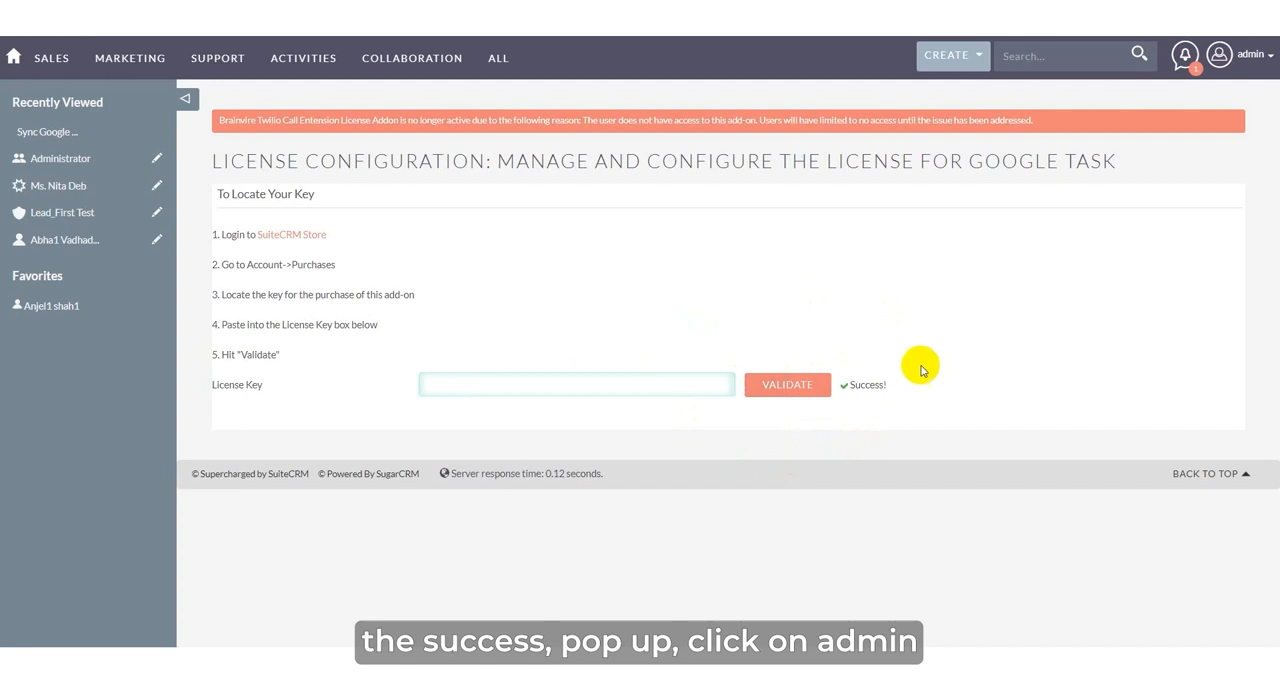 SALES MARKETING SUPPORT ACTIVITIES COLLABORATION ALL CREATE Search... 1 admin
Recently Viewed
Sync Google ...
Administrator
Ms. Nita Deb
Lead_First Test
Abha1 Vadhad...
Favorites
Anjel1 shah1
Brainvire Twilio Call Entension License Addon is no longer active due to the following reason: The user does not have access to this add-on. Users will have limited to no access until the issue has been addressed.
LICENSE CONFIGURATION: MANAGE AND CONFIGURE THE LICENSE FOR GOOGLE TASK
To Locate Your Key
1. Login to SuiteCRM Store
2. Go to Account->Purchases
3. Locate the key for the purchase of this add-on
4. Paste into the License Key box below
5. Hit "Validate"
License Key VALIDATE Success!
© Supercharged by SuiteCRM © Powered By SugarCRM Server response time: 0.12 seconds. BACK TO TOP
the success, pop up, click on admin